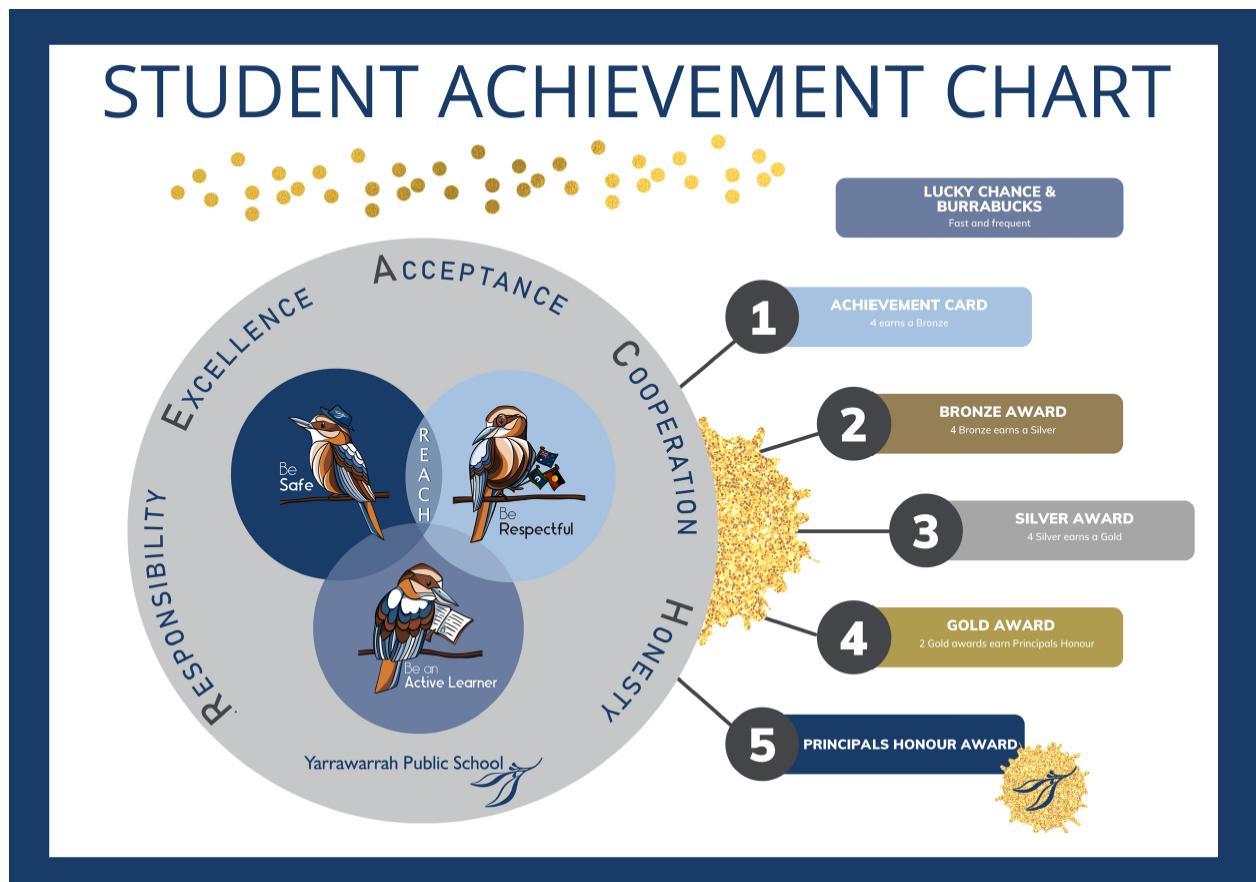 STUDENT ACHIEVEMENT CHART
LUCKY CHANCE &
BURRABUCKS
Fast and frequent
RESPONSIBILITY
EXCELLENCE
ACCEPTANCE
COOPERATION
HONESTY
Be
Safe
REACH
Be
Respectful
Be an
Active Learner
Yarrawarrah Public School
1
ACHIEVEMENT CARD
4 earns a Bronze
2
BRONZE AWARD
4 Bronze earns a Silver
3
SILVER AWARD
4 Silver earns a Gold
4
GOLD AWARD
2 Gold awards earn Principals Honour
5
PRINCIPALS HONOUR AWARD